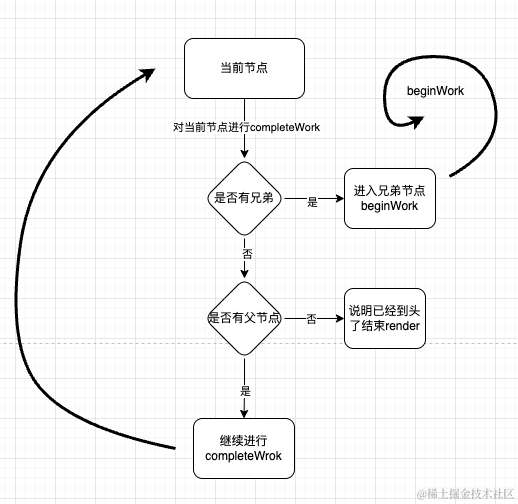 当前节点
beginWork
对当前节点进行completeWork
是否有兄弟
是
进入兄弟节点
beginWork
否
是否有父节点
否
说明已经到头
了结束render
是
继续进行
completeWrok
@稀土掘金技术社区